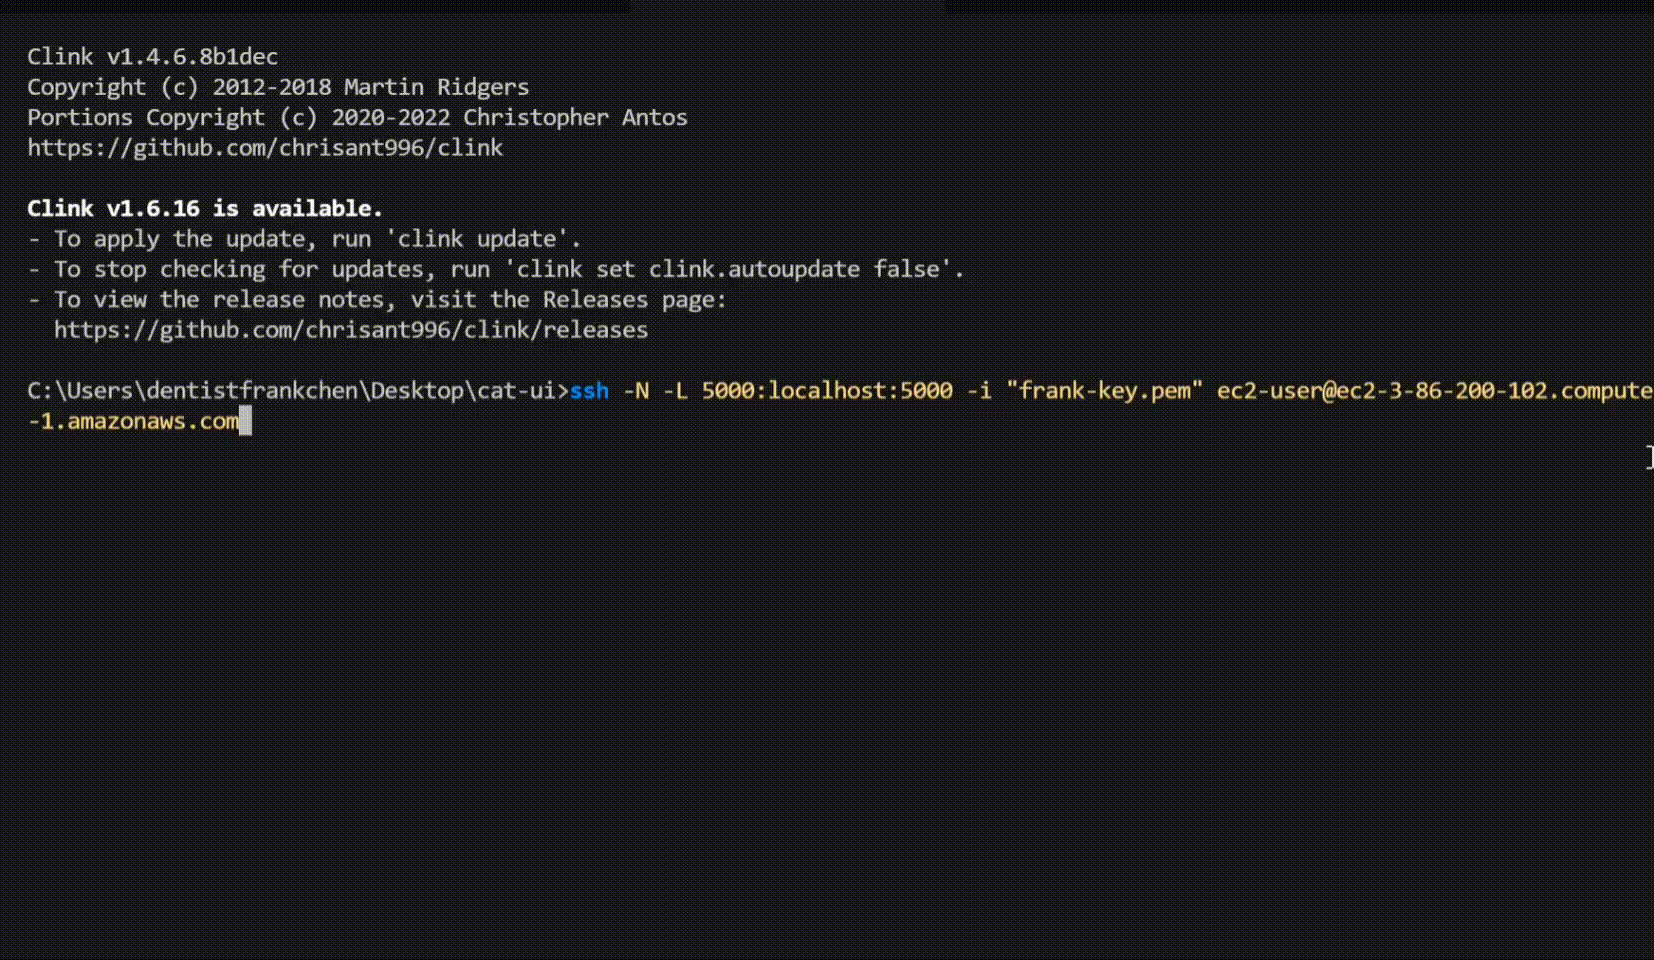 Clink v1.4.6.8b1dec
Copyright (c) 2012-2018 Martin Ridgers
Portions Copyright (c) 2020-2022 Christopher Antos
https://github.com/chrisant996/clink
Clink v1.6.16 is available.
- To apply the update, run 'clink update'.
- To stop checking for updates, run 'clink set clink.autoupdate false'.
- To view the release notes, visit the Releases page:
https://github.com/chrisant996/clink/releases
C:\Users\dentistfrankchen\Desktop\cat-ui>ssh -N -L 5000:localhost:5000 -i "frank-key.pem" ec2-user@ec2-3-86-200-102.compute
-1.amazonaws.com